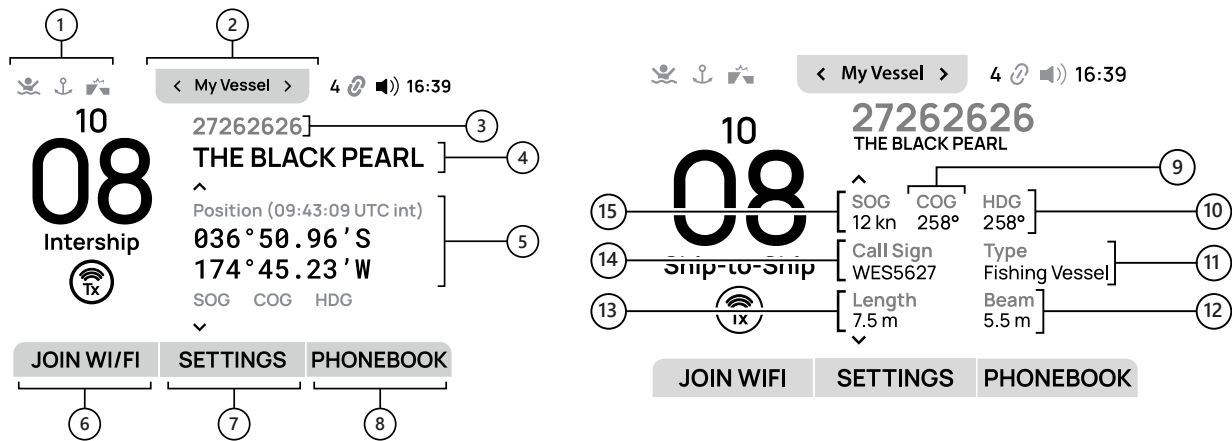 1
2
< My Vessel >
4 16:39
10
08
Intership
Tx
27262626
3
THE BLACK PEARL
4
Position (09:43:09 UTC int)
036°50.96'S
174°45.23'W
5
SOG COG HDG
JOIN WI/FI SETTINGS PHONEBOOK
6 7 8
< My Vessel >
4 16:39
10
08
Ship-to-Ship
TX
27262626
THE BLACK PEARL
9
15
SOG COG HDG
12 kn 258° 258°
10
14
Call Sign Type
WES5627 Fishing Vessel
11
13
Length Beam
7.5 m 5.5 m
12
JOIN WIFI SETTINGS PHONEBOOK